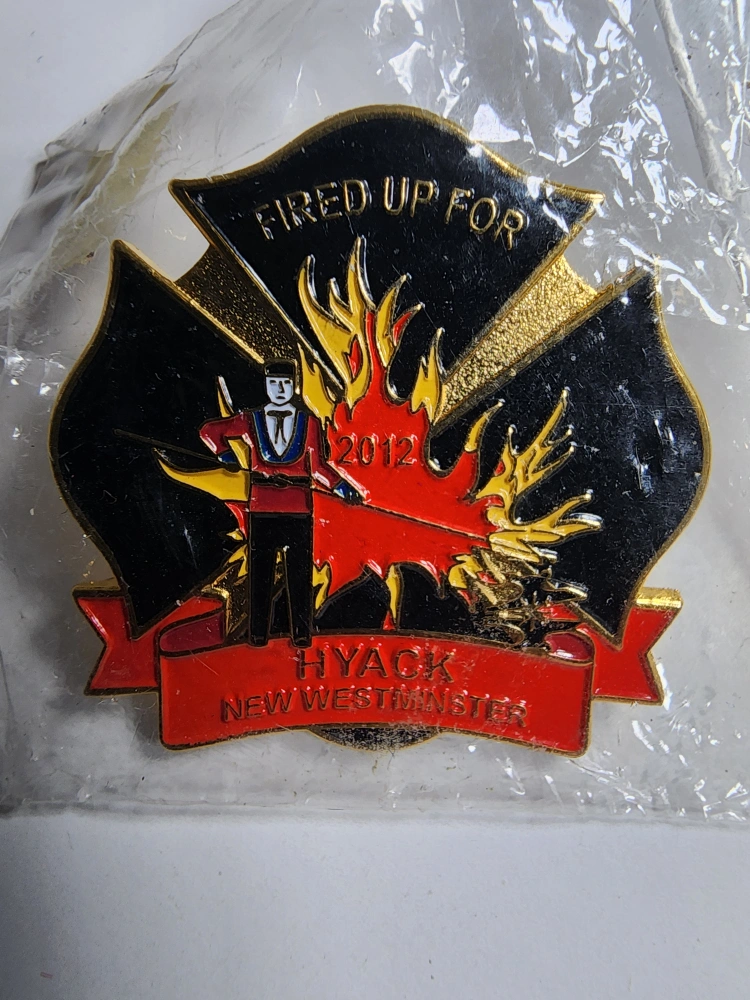 FIRED UP FOR
2012
HYACK
NEW WESTMINSTER